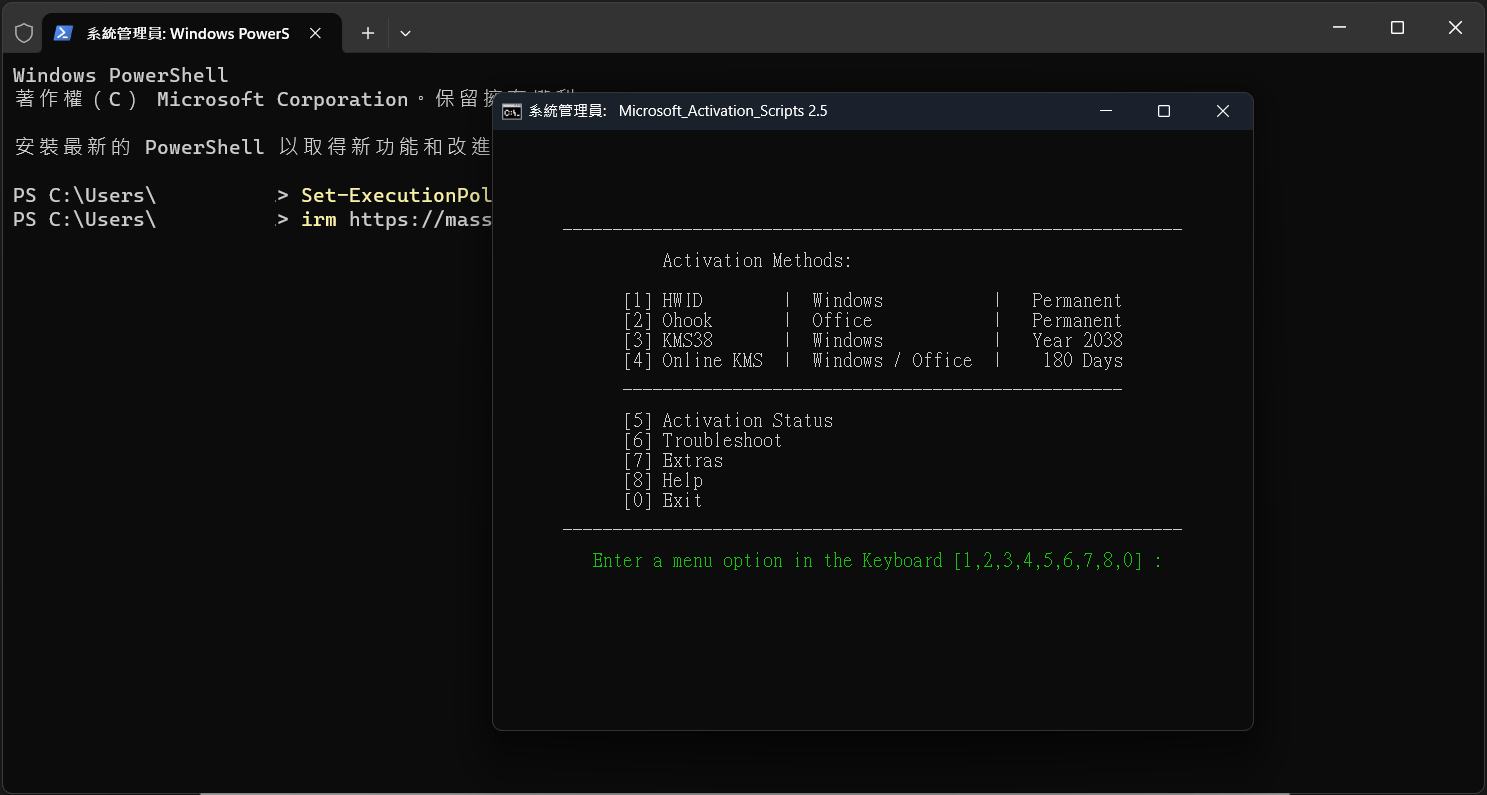 系統管理員: Windows PowerS
Windows PowerShell
著作權 (C) Microsoft Corporation。保留
安裝最新的 PowerShell 以取得新功能和改進
PS C:\Users\ > Set-ExecutionPol
PS C:\Users\ > irm https://mass
系統管理員: Microsoft_Activation_Scripts 2.5
Activation Methods:
[1] HWID | Windows | Permanent
[2] Ohook | Office | Permanent
[3] KMS38 | Windows | Year 2038
[4] Online KMS | Windows / Office | 180 Days
[5] Activation Status
[6] Troubleshoot
[7] Extras
[8] Help
[0] Exit
Enter a menu option in the Keyboard [1,2,3,4,5,6,7,8,0] :